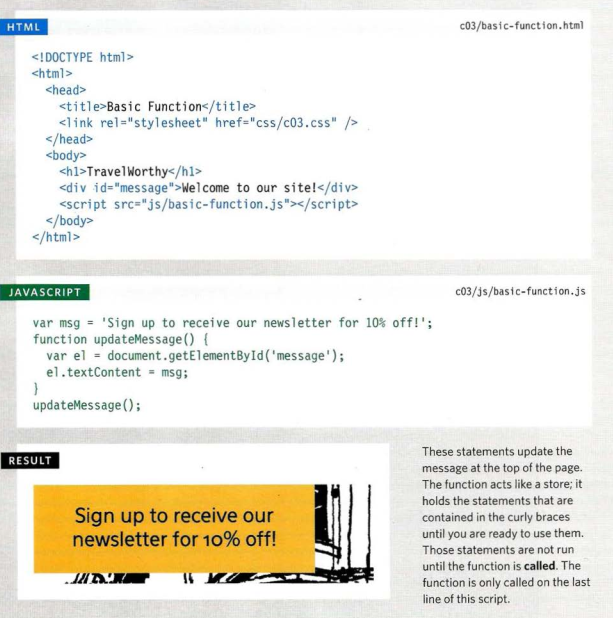 HTML
c03/basic-function.html
<!DOCTYPE html>
<html>
<head>
<title>Basic Function</title>
<link rel="stylesheet" href="css/c03.css" />
</head>
<body>
<h1>TravelWorthy</h1>
<div id="message">Welcome to our site!</div>
<script src="js/basic-function.js"></script>
</body>
</html>
JAVASCRIPT
c03/js/basic-function.js
var msg = 'Sign up to receive our newsletter for 10% off!';
function updateMessage() {
var el = document.getElementById('message');
el.textContent = msg;
}
updateMessage();
RESULT
Sign up to receive our
newsletter for 10% off!
These statements update the
message at the top of the page.
The function acts like a store; it
holds the statements that are
contained in the curly braces
until you are ready to use them.
Those statements are not run
until the function is called. The
function is only called on the last
line of this script.